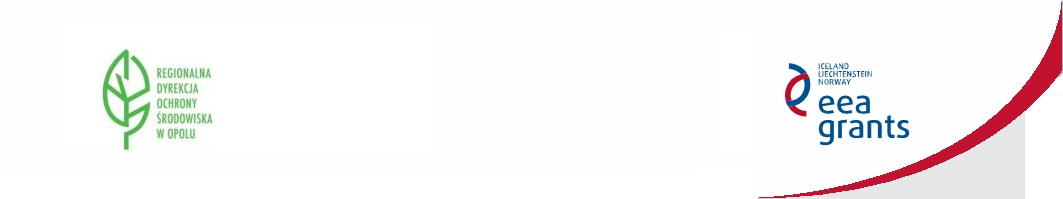 REGIONALNA
DYREKCJA
OCHRONY
ŚRODOWISKA
W OPOLU
ICELAND
LIECHTENSTEIN
NORWAY
eea
grants